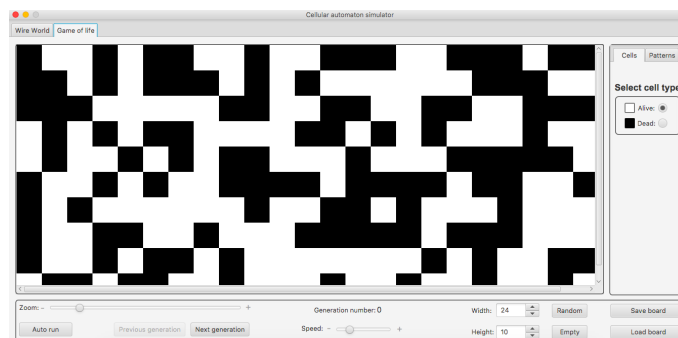 Cellular automaton simulator
Wire World Game of life
Cells Patterns
Select cell type
Alive:
Dead:
Zoom: - +
Generation number: 0
Width: 24 Random Save board
Auto run Previous generation Next generation Speed: - + Height: 10 Empty Load board